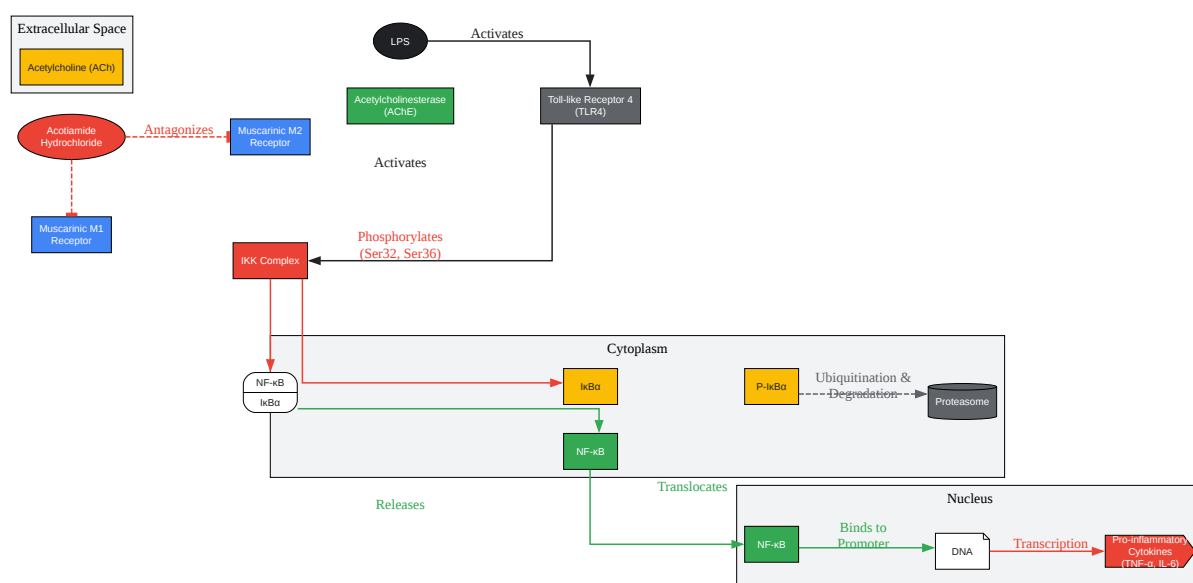 Extracellular Space
Acetylcholine (ACh)
LPS
Activates
Acetylcholinesterase
(AChE)
Toll-like Receptor 4
(TLR4)
Acotiamide
Hydrochloride
Antagonizes
Muscarinic M2
Receptor
Activates
Muscarinic M1
Receptor
Phosphorylates
(Ser32, Ser36)
IKK Complex
Cytoplasm
NF-κB
IκBα
IκBα
P-IκBα
Ubiquitination &
Degradation
Proteasome
NF-κB
Releases
Translocates
Nucleus
NF-κB
Binds to
Promoter
DNA
Transcription
Pro-inflammatory
Cytokines
(TNF-α, IL-6)